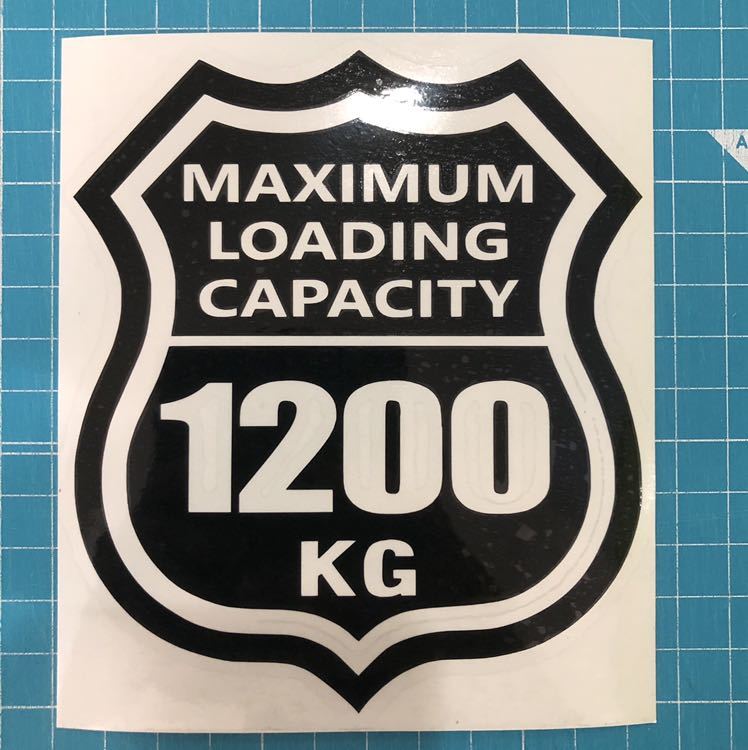 MAXIMUM
LOADING
CAPACITY
1200
KG
A